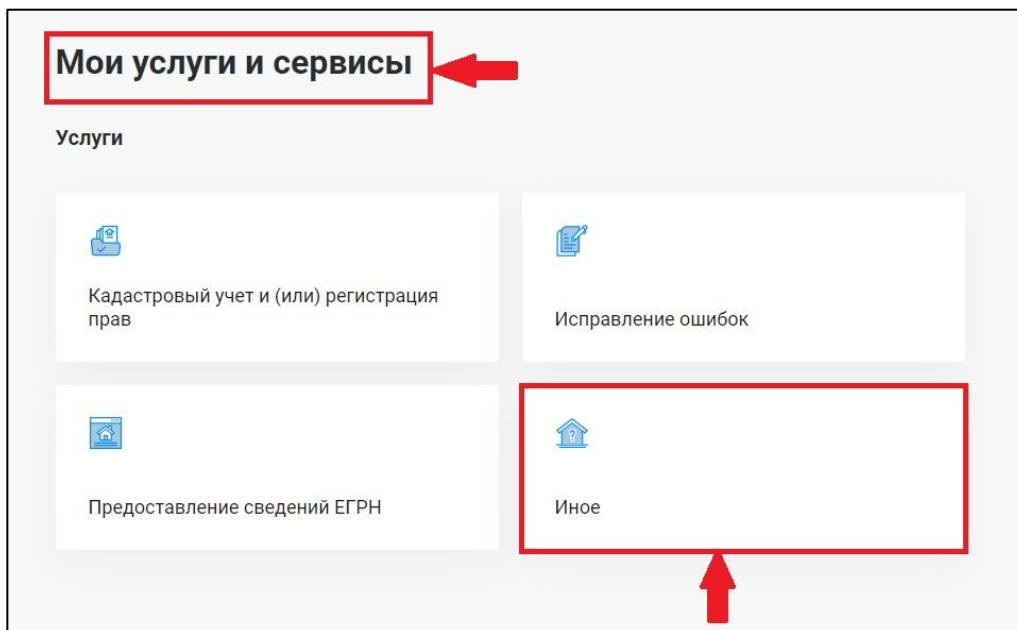 Мои услуги и сервисы
Услуги
Кадастровый учет и (или) регистрация
прав
Исправление ошибок
Предоставление сведений ЕГРН
Иное